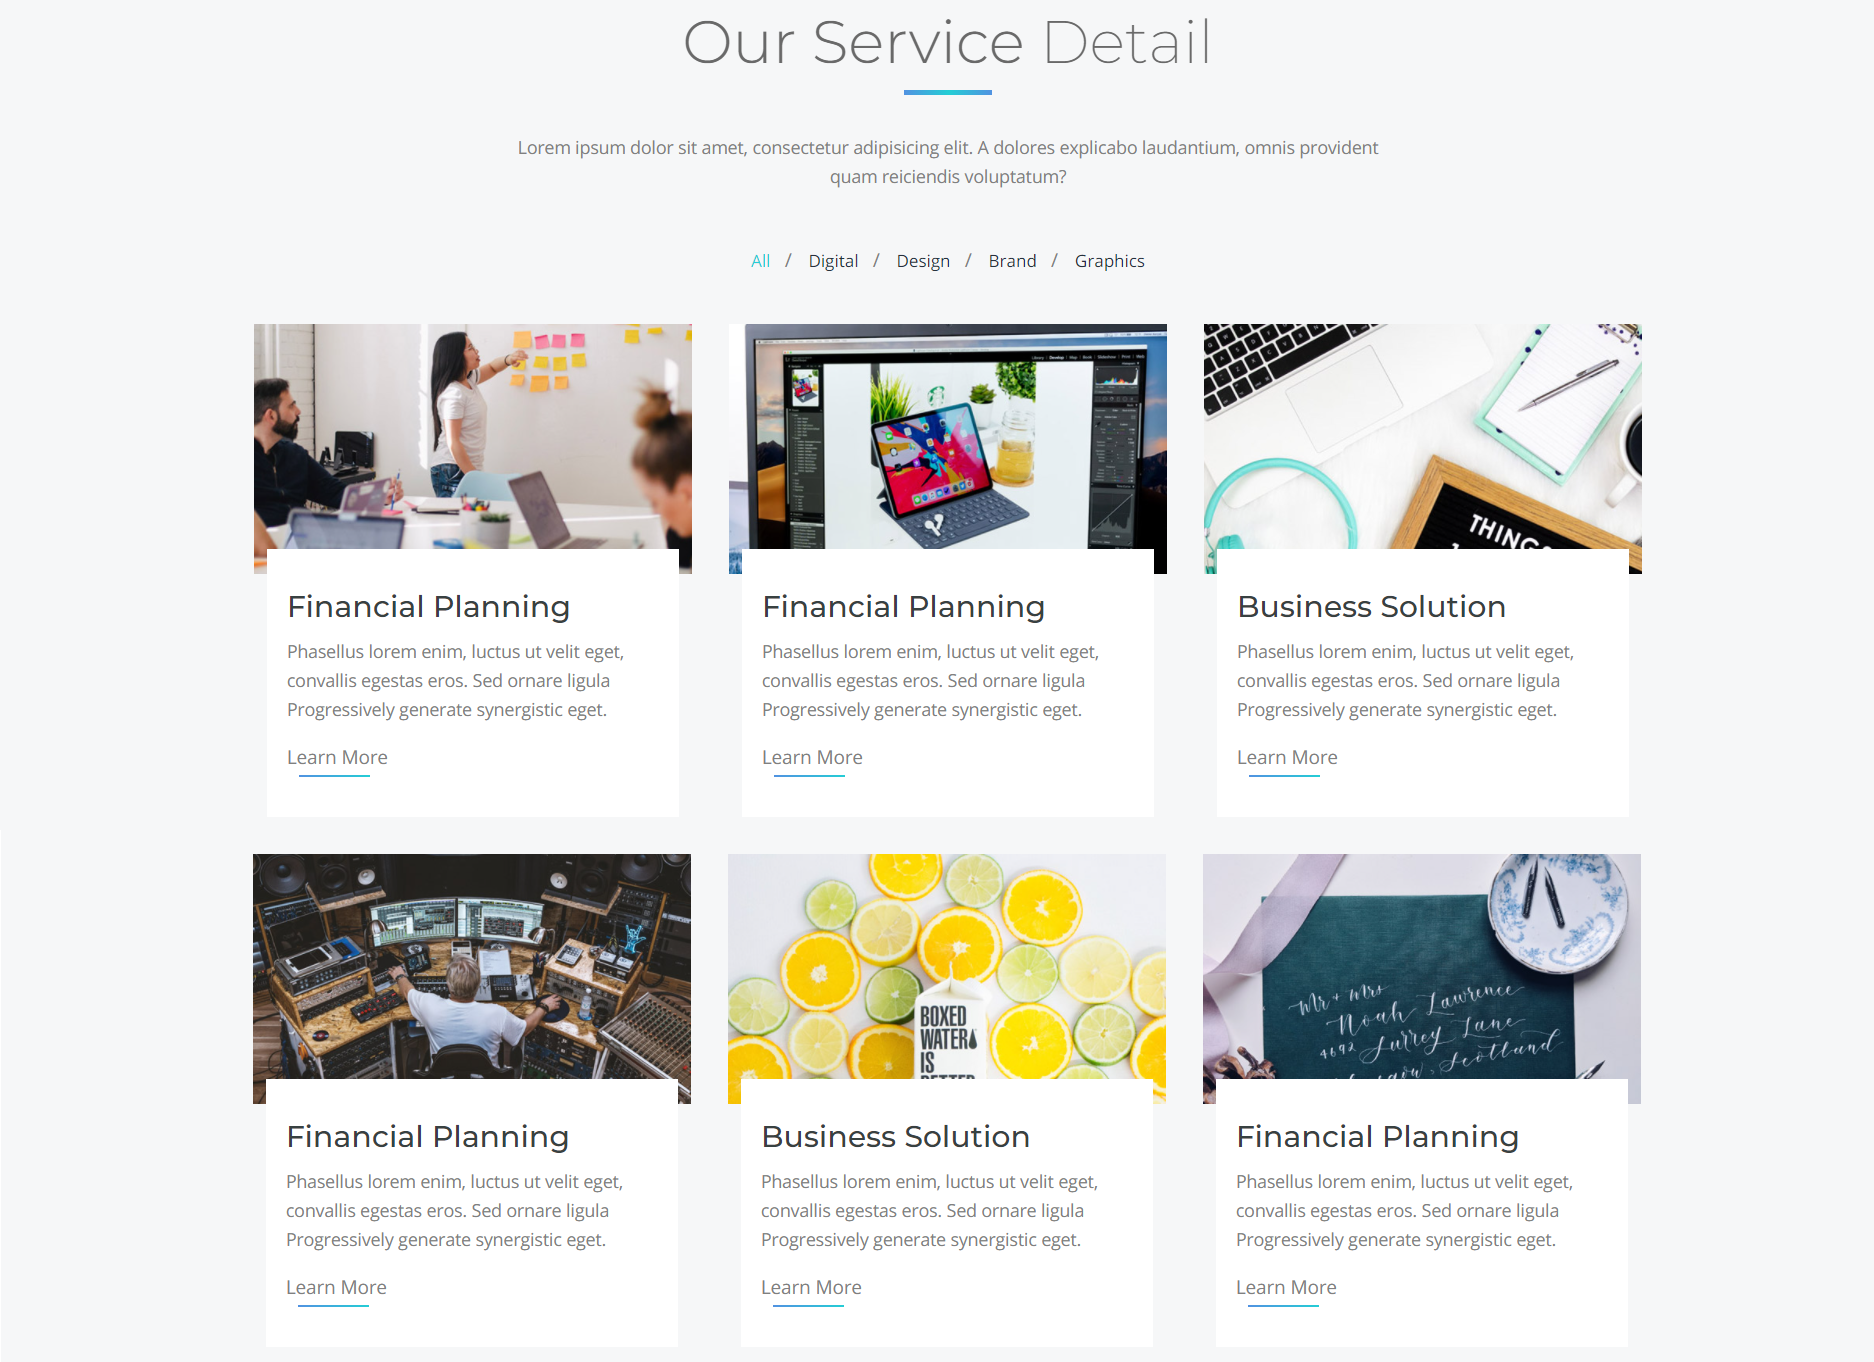 Our Service Detail
Lorem ipsum dolor sit amet, consectetur adipisicing elit. A dolores explicabo laudantium, omnis provident
quam reiciendis voluptatum?
All / Digital / Design / Brand / Graphics
THINGS
Financial Planning
Phasellus lorem enim, luctus ut velit eget,
convallis egestas eros. Sed ornare ligula
Progressively generate synergistic eget.
Learn More
Financial Planning
Phasellus lorem enim, luctus ut velit eget,
convallis egestas eros. Sed ornare ligula
Progressively generate synergistic eget.
Learn More
Business Solution
Phasellus lorem enim, luctus ut velit eget,
convallis egestas eros. Sed ornare ligula
Progressively generate synergistic eget.
Learn More
BOXED
WATER
IS
BETTER
Mr + Mrs
Noah Lawrence
4692 Surrey Lane
Scotland
Financial Planning
Phasellus lorem enim, luctus ut velit eget,
convallis egestas eros. Sed ornare ligula
Progressively generate synergistic eget.
Learn More
Business Solution
Phasellus lorem enim, luctus ut velit eget,
convallis egestas eros. Sed ornare ligula
Progressively generate synergistic eget.
Learn More
Financial Planning
Phasellus lorem enim, luctus ut velit eget,
convallis egestas eros. Sed ornare ligula
Progressively generate synergistic eget.
Learn More